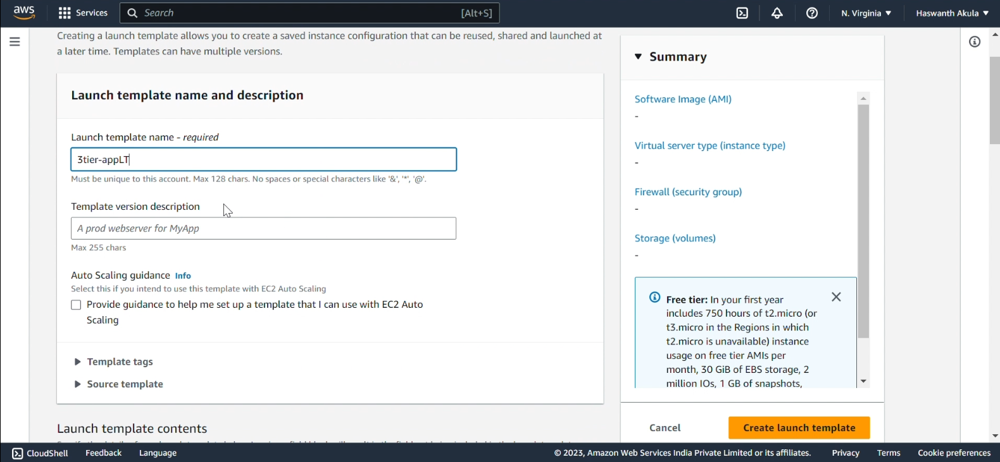 aws Services Search [Alt+S] N. Virginia Haswanth Akula
Creating a launch template allows you to create a saved instance configuration that can be reused, shared and launched at
a later time. Templates can have multiple versions.
Launch template name and description
Launch template name - required
3tier-appLT
Must be unique to this account. Max 128 chars. No spaces or special characters like '&', '*', '@'.
Template version description
A prod webserver for MyApp
Max 255 chars
Auto Scaling guidance Info
Select this if you intend to use this template with EC2 Auto Scaling
Provide guidance to help me set up a template that I can use with EC2 Auto
Scaling
Template tags
Source template
Launch template contents
Summary
Software Image (AMI)
-
Virtual server type (instance type)
-
Firewall (security group)
-
Storage (volumes)
-
Free tier: In your first year
includes 750 hours of t2.micro (or
t3.micro in the Regions in which
t2.micro is unavailable) instance
usage on free tier AMIs per
month, 30 GiB of EBS storage, 2
million IOs, 1 GB of snapshots,
Cancel Create launch template
CloudShell Feedback Language © 2023, Amazon Web Services India Private Limited or its affiliates. Privacy Terms Cookie preferences